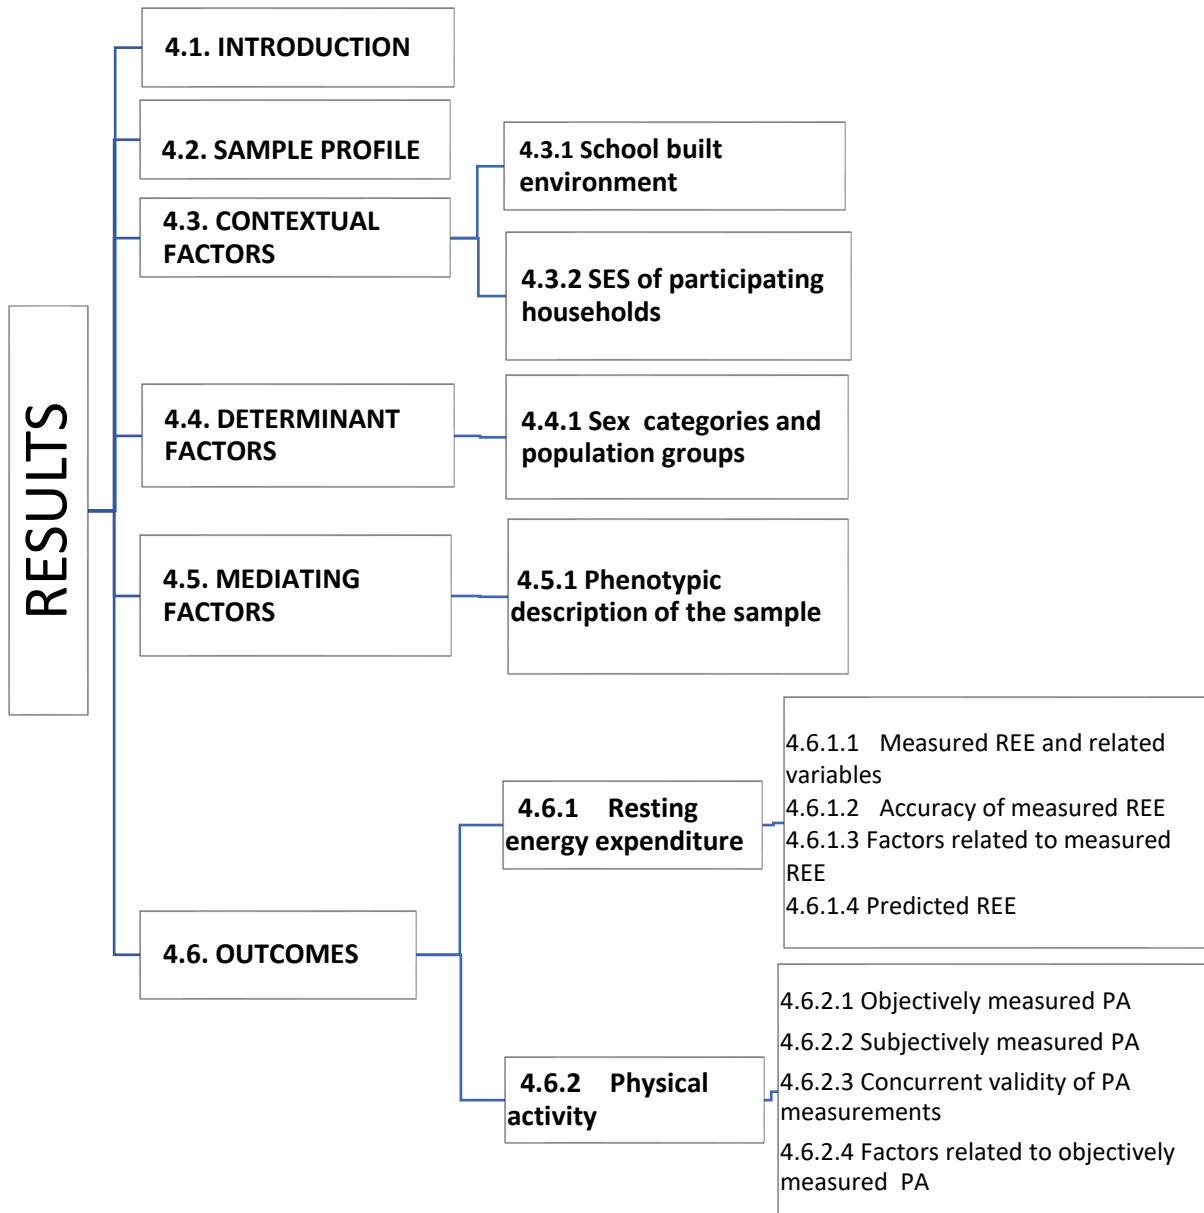 RESULTS
4.1. INTRODUCTION
4.2. SAMPLE PROFILE
4.3. CONTEXTUAL
FACTORS
4.3.1 School built
environment
4.3.2 SES of participating
households
4.4. DETERMINANT
FACTORS
4.4.1 Sex categories and
population groups
4.5. MEDIATING
FACTORS
4.5.1 Phenotypic
description of the sample
4.6. OUTCOMES
4.6.1 Resting
energy expenditure
4.6.1.1 Measured REE and related
variables
4.6.1.2 Accuracy of measured REE
4.6.1.3 Factors related to measured
REE
4.6.1.4 Predicted REE
4.6.2 Physical
activity
4.6.2.1 Objectively measured PA
4.6.2.2 Subjectively measured PA
4.6.2.3 Concurrent validity of PA
measurements
4.6.2.4 Factors related to objectively
measured PA